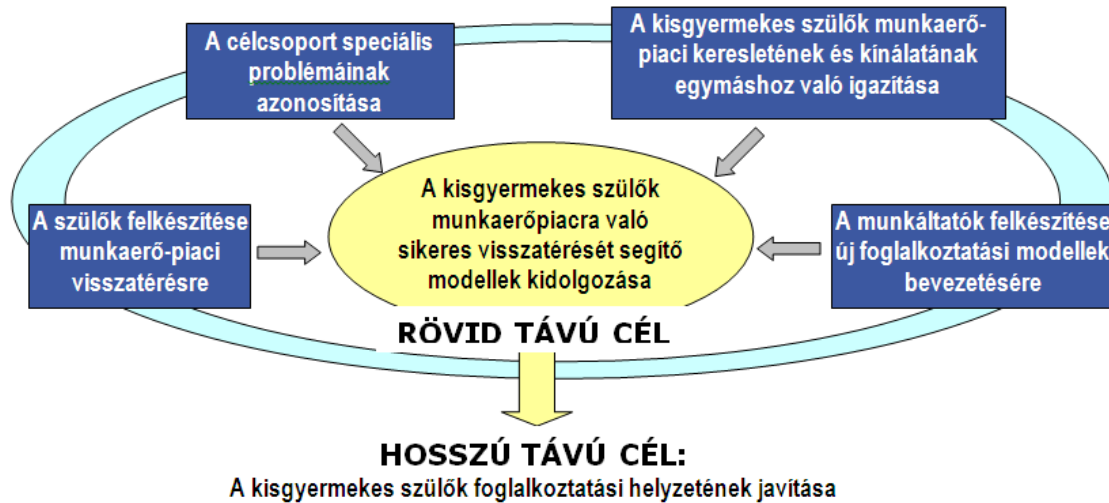 A célcsoport speciális
problémáinak
azonosítása
A kisgyermekes szülők munkaerő-
piaci keresletének és kínálatának
egymáshoz való igazítása
A szülők felkészítése
munkaerő-piaci
visszatérésre
A kisgyermekes szülők
munkaerőpiacra való
sikeres visszatérését segítő
modellek kidolgozása
A munkáltatók felkészítése
új foglalkoztatási modellek
bevezetésére
RÖVID TÁVÚ CÉL
HOSSZÚ TÁVÚ CÉL:
A kisgyermekes szülők foglalkoztatási helyzetének javítása